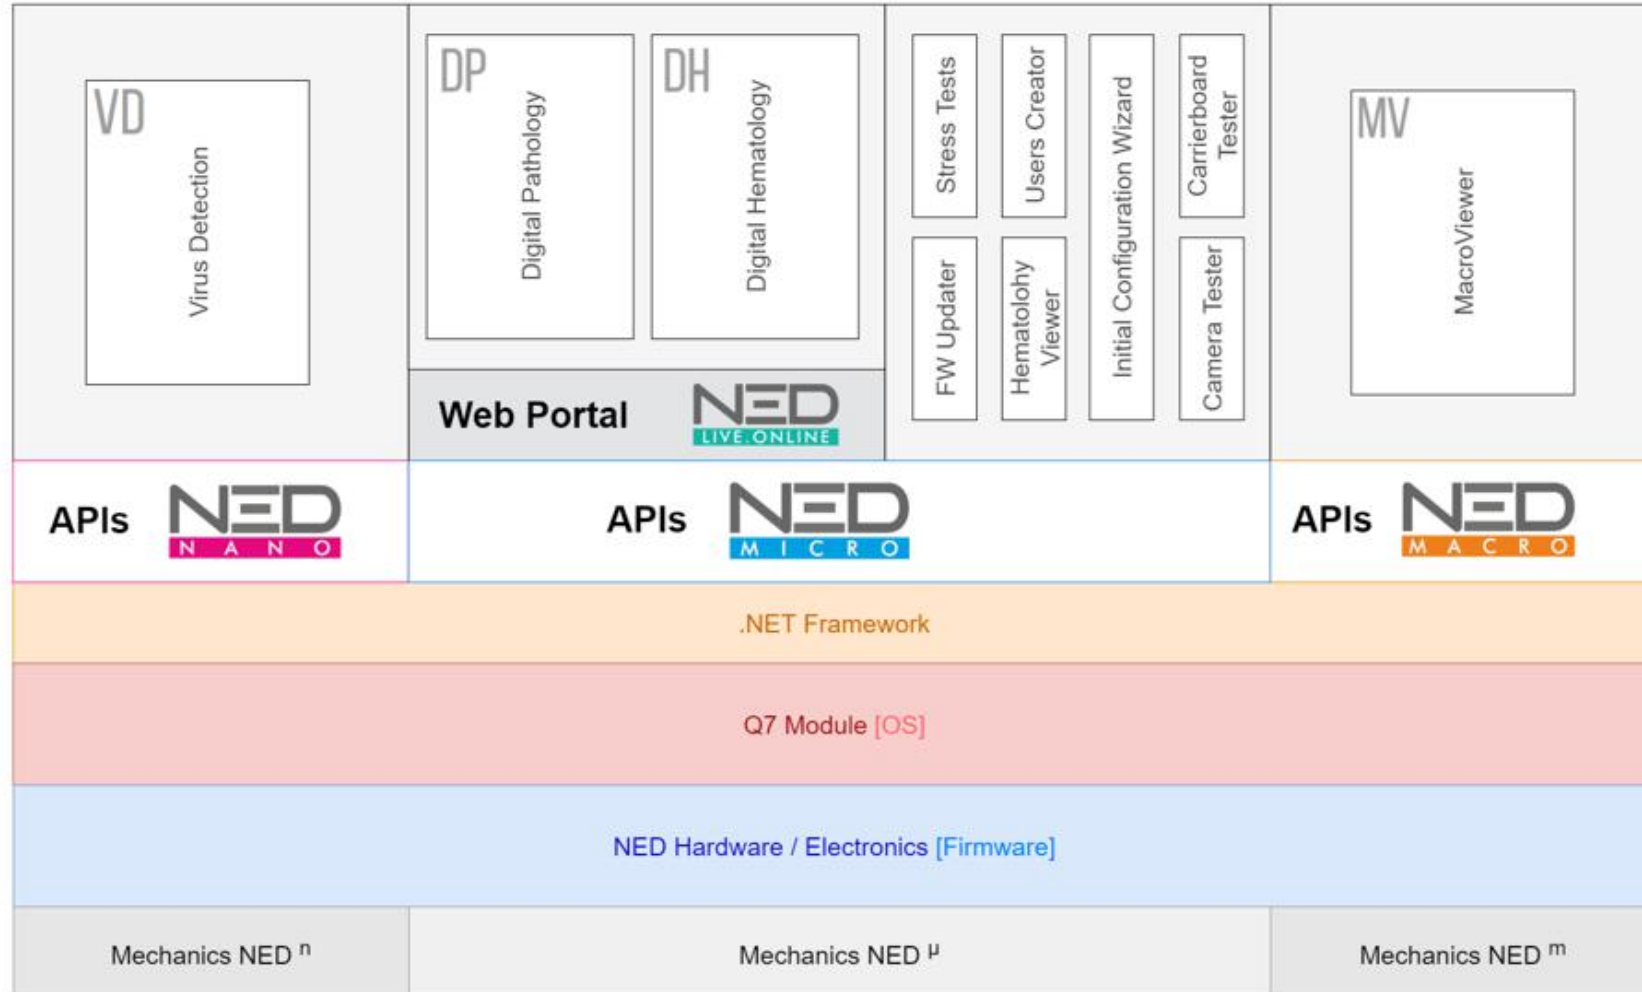 VD
Virus Detection
DP
Digital Pathology
DH
Digital Hematology
Web Portal
NED
LIVE.ONLINE
Stress Tests
Users Creator
Initial Configuration Wizard
Carrierboard
Tester
FW Updater
Hematolohy
Viewer
Camera Tester
MV
MacroViewer
APIs
NED
NANO
APIs
NED
MICRO
APIs
NED
MACRO
.NET Framework
Q7 Module [OS]
NED Hardware / Electronics [Firmware]
Mechanics NED n
Mechanics NED µ
Mechanics NED m